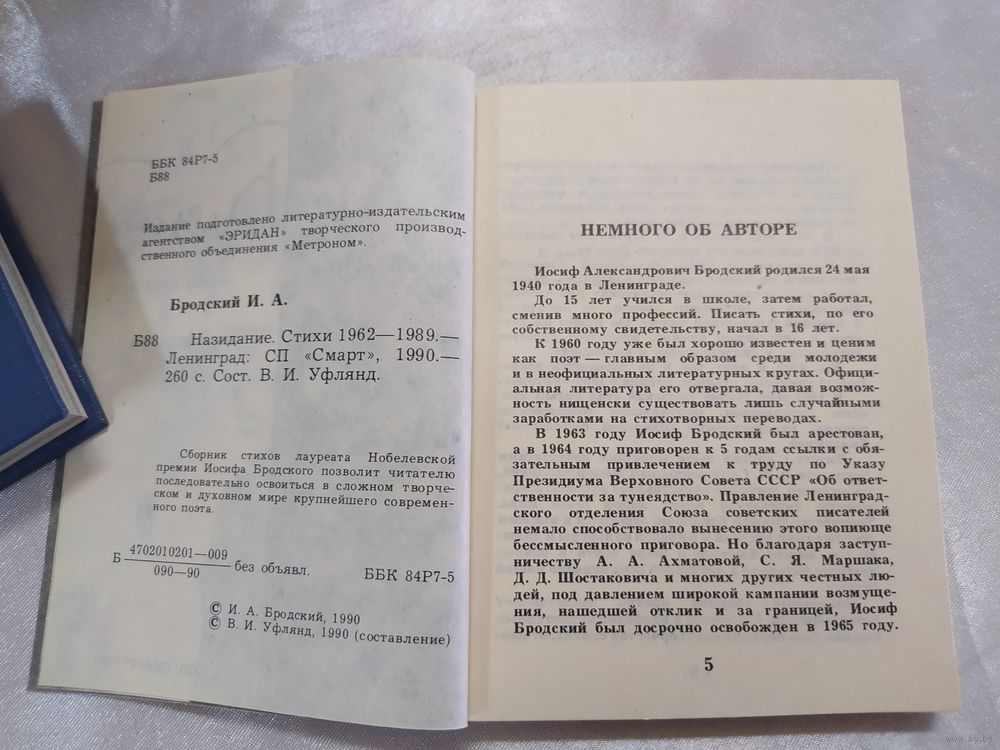 ББК 84Р7-5
Б88
Издание подготовлено литературно-издательским
агентством «ЭРИДАН» творческого производ-
ственного объединения «Метроном».
Бродский И. А.
Б88 Назидание. Стихи 1962—1989.—
Ленинград: СП «Смарт», 1990.—
260 с. Сост. В. И. Уфлянд.
Сборник стихов лауреата Нобелевской
премии Иосифа Бродского позволит читателю
последовательно освоиться в сложном творче-
ском и духовном мире крупнейшего современ-
ного поэта.
Б 4702010201—009
090—90
без объявл.
ББК 84Р7-5
© И. А. Бродский, 1990
© В. И. Уфлянд, 1990 (составление)
НЕМНОГО ОБ АВТОРЕ
Иосиф Александрович Бродский родился 24 мая
1940 года в Ленинграде.
До 15 лет учился в школе, затем работал,
сменив много профессий. Писать стихи, по его
собственному свидетельству, начал в 16 лет.
К 1960 году уже был хорошо известен и ценим
как поэт — главным образом среди молодежи
и в неофициальных литературных кругах. Офици-
альная литература его отвергала, давая возмож-
ность нищенски существовать лишь случайными
заработками на стихотворных переводах.
В 1963 году Иосиф Бродский был арестован,
а в 1964 году приговорен к 5 годам ссылки с обя-
зательным привлечением к труду по Указу
Президиума Верховного Совета СССР «Об ответ-
ственности за тунеядство». Правление Ленинград-
ского отделения Союза советских писателей
немало способствовало вынесению этого вопиюще
бессмысленного приговора. Но благодаря заступ-
ничеству А. А. Ахматовой, С. Я. Маршака,
Д. Д. Шостаковича и многих других честных лю-
дей, под давлением широкой кампании возмуще-
ния, нашедшей отклик и за границей, Иосиф
Бродский был досрочно освобожден в 1965 году.
5
www.ay.by